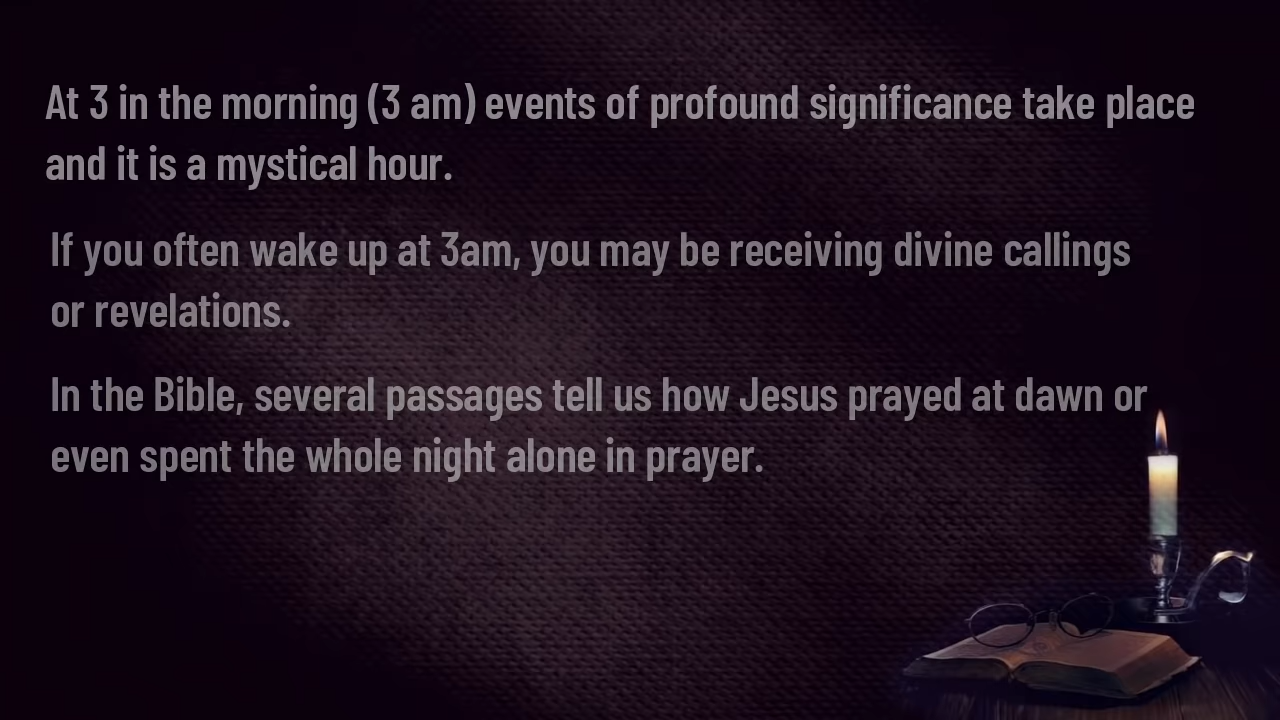 At 3 in the morning (3 am) events of profound significance take place
and it is a mystical hour.
If you often wake up at 3am, you may be receiving divine callings
or revelations.
In the Bible, several passages tell us how Jesus prayed at dawn or
even spent the whole night alone in prayer.